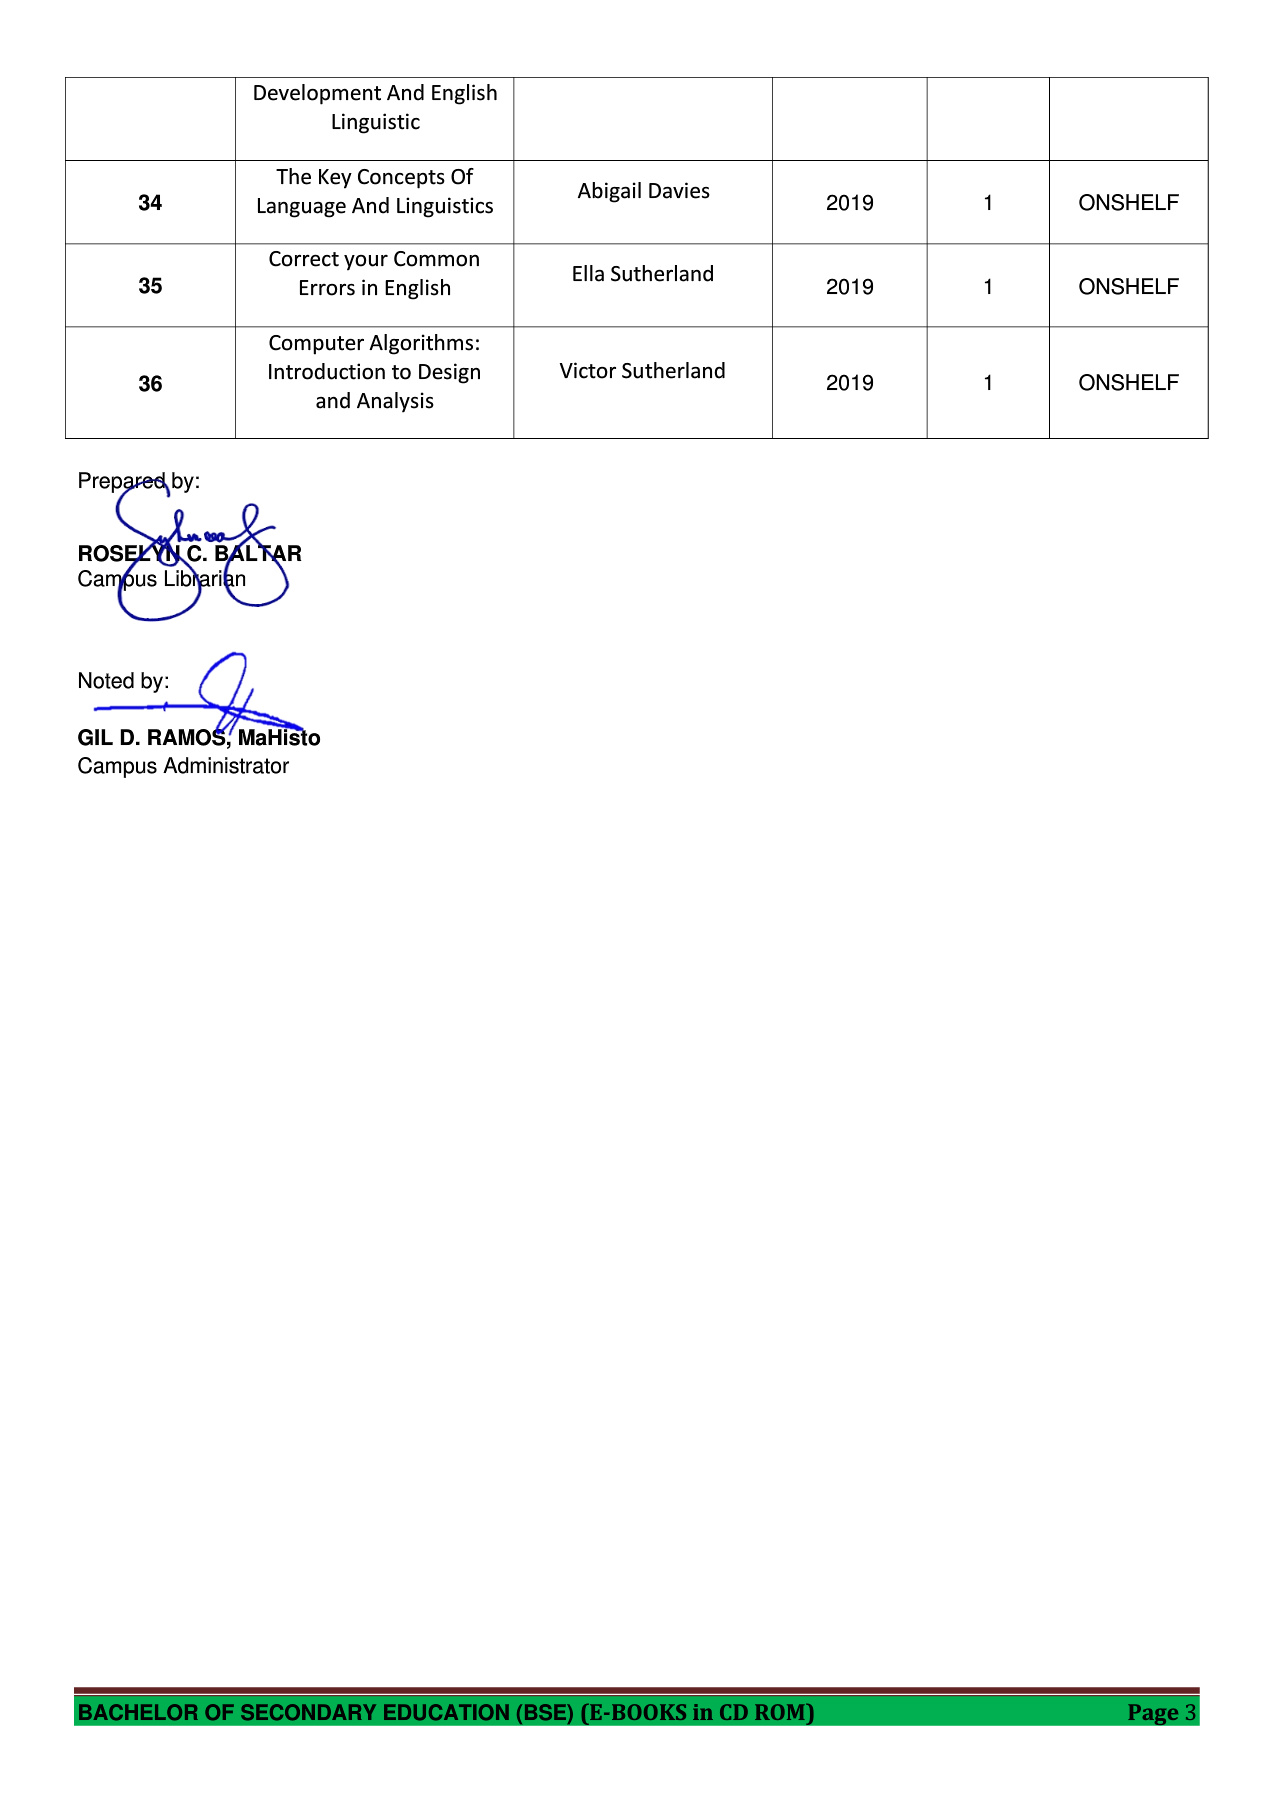 Development And English
Linguistic
34
The Key Concepts Of
Language And Linguistics
Abigail Davies
2019
1
ONSHELF
35
Correct your Common
Errors in English
Ella Sutherland
2019
1
ONSHELF
36
Computer Algorithms:
Introduction to Design
and Analysis
Victor Sutherland
2019
1
ONSHELF
Prepared by:
ROSELYN C. BALTAR
Campus Librarian
Noted by:
GIL D. RAMOS, MaHisto
Campus Administrator
BACHELOR OF SECONDARY EDUCATION (BSE) (E-BOOKS in CD ROM) Page 3